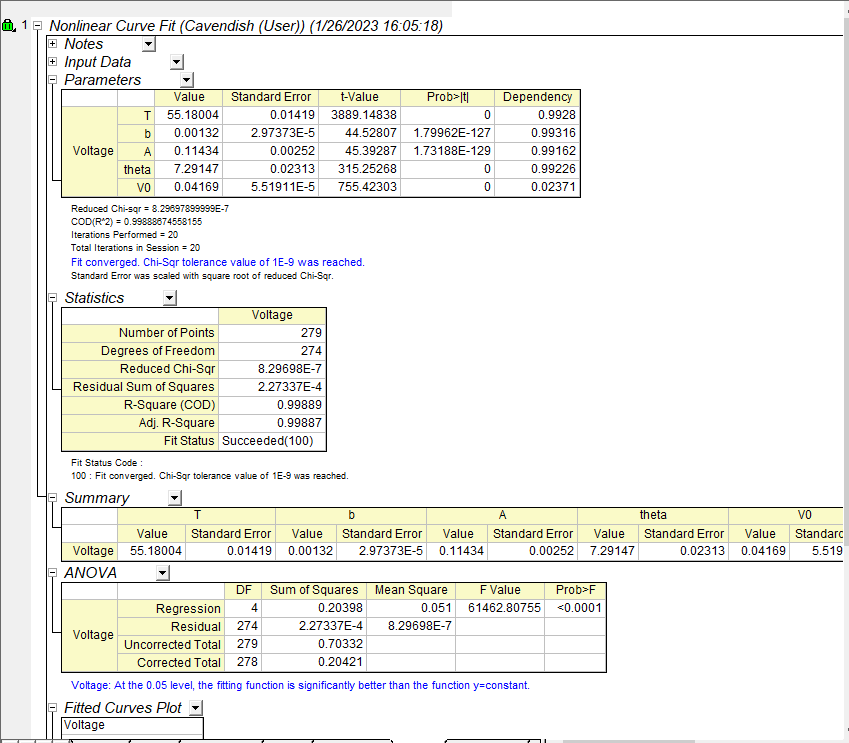 1 Nonlinear Curve Fit (Cavendish (User)) (1/26/2023 16:05:18)
Notes
Input Data
Parameters
Value Standard Error t-Value Prob>|t| Dependency
T 55.18004 0.01419 3889.14838 0 0.9928
b 0.00132 2.97373E-5 44.52807 1.79962E-127 0.99316
Voltage A 0.11434 0.00252 45.39287 1.73188E-129 0.99162
theta 7.29147 0.02313 315.25268 0 0.99226
V0 0.04169 5.51911E-5 755.42303 0 0.02371
Reduced Chi-sqr = 8.29697899999E-7
COD(R^2) = 0.99888674558155
Iterations Performed = 20
Total Iterations in Session = 20
Fit converged. Chi-Sqr tolerance value of 1E-9 was reached.
Standard Error was scaled with square root of reduced Chi-Sqr.
Statistics
Voltage
Number of Points 279
Degrees of Freedom 274
Reduced Chi-Sqr 8.29698E-7
Residual Sum of Squares 2.27337E-4
R-Square (COD) 0.99889
Adj. R-Square 0.99887
Fit Status Succeeded(100)
Fit Status Code :
100 : Fit converged. Chi-Sqr tolerance value of 1E-9 was reached.
Summary
T b A theta V0
Value Standard Error Value Standard Error Value Standard Error Value Standard Error Value Standarc
Voltage 55.18004 0.01419 0.00132 2.97373E-5 0.11434 0.00252 7.29147 0.02313 0.04169 5.519
ANOVA
DF Sum of Squares Mean Square F Value Prob>F
Regression 4 0.20398 0.051 61462.80755 <0.0001
Voltage Residual 274 2.27337E-4 8.29698E-7
Uncorrected Total 279 0.70332
Corrected Total 278 0.20421
Voltage: At the 0.05 level, the fitting function is significantly better than the function y=constant.
Fitted Curves Plot
Voltage